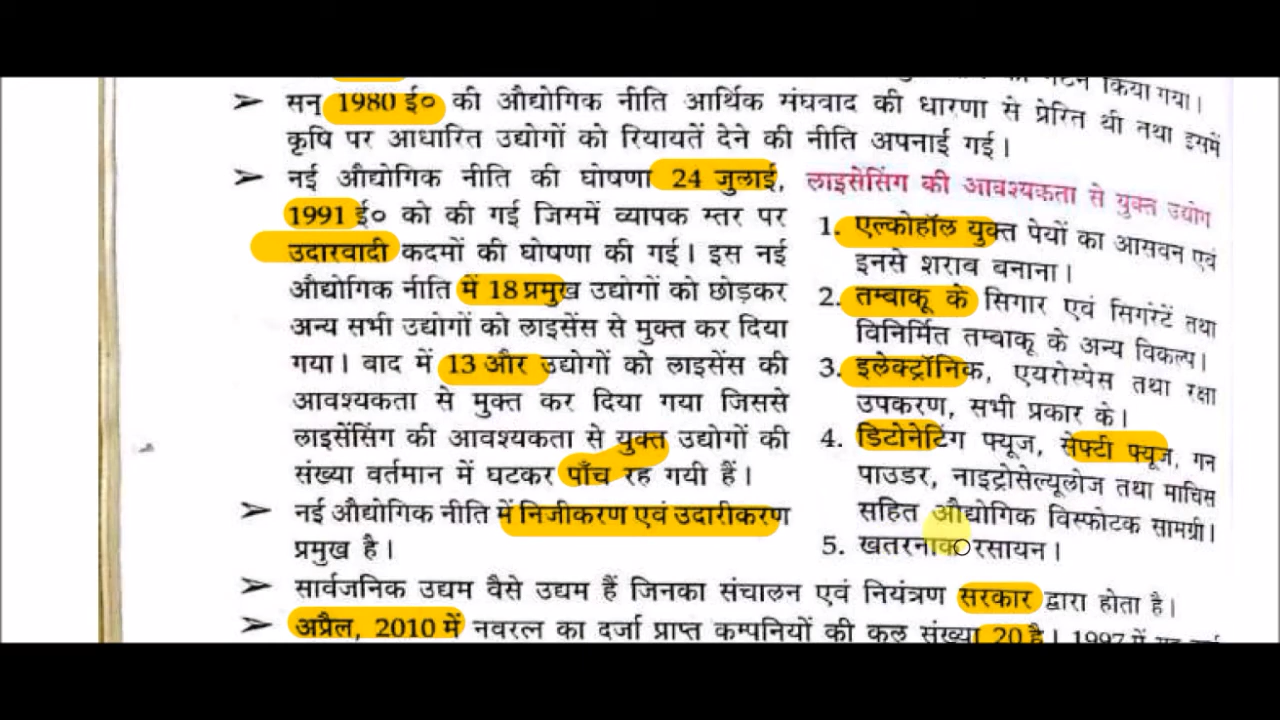 गठन किया गया।
➢ सन् 1980 ई० की औद्योगिक नीति आर्थिक संघवाद की धारणा से प्रेरित थी तथा इसमें
कृषि पर आधारित उद्योगों को रियायतें देने की नीति अपनाई गई।
➢ नई औद्योगिक नीति की घोषणा 24 जुलाई,
1991 ई० को की गई जिसमें व्यापक स्तर पर
उदारवादी कदमों की घोषणा की गई। इस नई
औद्योगिक नीति में 18 प्रमुख उद्योगों को छोड़कर
अन्य सभी उद्योगों को लाइसेंस से मुक्त कर दिया
गया। बाद में 13 और उद्योगों को लाइसेंस की
आवश्यकता से मुक्त कर दिया गया जिससे
लाइसेंसिंग की आवश्यकता से युक्त उद्योगों की
संख्या वर्तमान में घटकर पाँच रह गयी हैं।
➢ नई औद्योगिक नीति में निजीकरण एवं उदारीकरण
प्रमुख है।
लाइसेसिंग की आवश्यकता से युक्त उद्योग
1. एल्कोहॉल युक्त पेयों का आसवन एवं
इनसे शराब बनाना।
2. तम्बाकू के सिगार एवं सिगरेटें तथा
विनिर्मित तम्बाकू के अन्य विकल्प।
3. इलेक्ट्रॉनिक, एयरोस्पेस तथा रक्षा
उपकरण, सभी प्रकार के।
4. डिटोनेटिंग फ्यूज, सेफ्टी फ्यूज, गन
पाउडर, नाइट्रोसेल्यूलोज तथा माचिस
सहित औद्योगिक विस्फोटक सामग्री।
5. खतरनाक रसायन।
➢ सार्वजनिक उद्यम वैसे उद्यम हैं जिनका संचालन एवं नियंत्रण सरकार द्वारा होता है।
➢ अप्रैल, 2010 में नवरत्न का दर्जा प्राप्त कम्पनियों की कुल संख्या 20 है। 1997 में